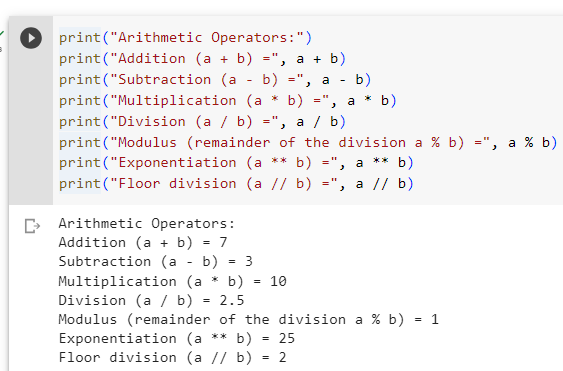 print("Arithmetic Operators:")
print("Addition (a + b) =", a + b)
print("Subtraction (a - b) =", a - b)
print("Multiplication (a * b) =", a * b)
print("Division (a / b) =", a / b)
print("Modulus (remainder of the division a % b) =", a % b)
print("Exponentiation (a ** b) =", a ** b)
print("Floor division (a // b) =", a // b)
Arithmetic Operators:
Addition (a + b) = 7
Subtraction (a - b) = 3
Multiplication (a * b) = 10
Division (a / b) = 2.5
Modulus (remainder of the division a % b) = 1
Exponentiation (a ** b) = 25
Floor division (a // b) = 2